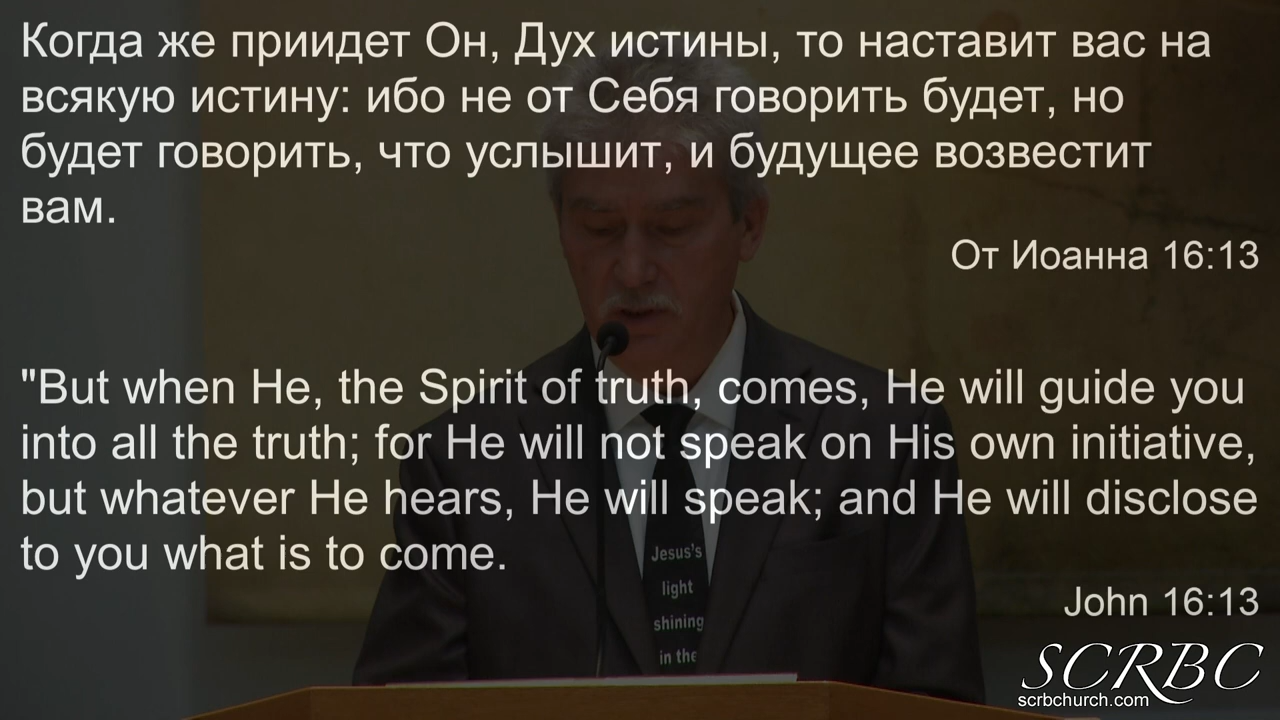 Когда же приидет Он, Дух истины, то наставит вас на
всякую истину: ибо не от Себя говорить будет, но
будет говорить, что услышит, и будущее возвестит
вам.
От Иоанна 16:13
"But when He, the Spirit of truth, comes, He will guide you
into all the truth; for He will not speak on His own initiative,
but whatever He hears, He will speak; and He will disclose
to you what is to come.
John 16:13
Jesus's
light
shining
in the
SCRBC
scrbchurch.com